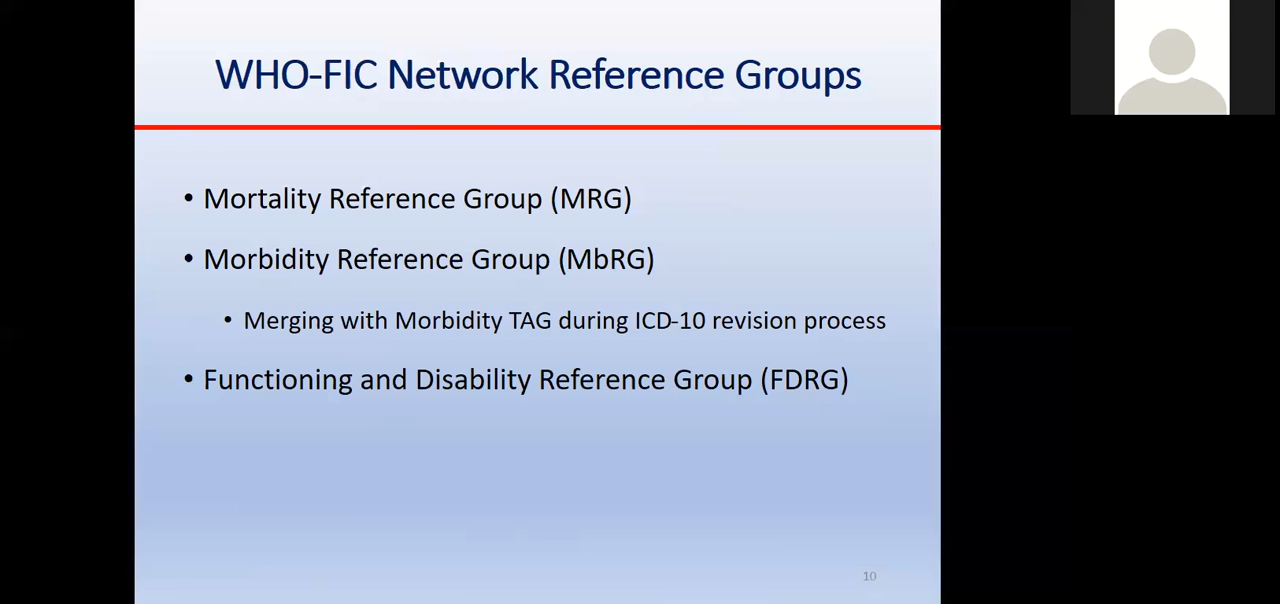 WHO-FIC Network Reference Groups
• Mortality Reference Group (MRG)
• Morbidity Reference Group (MbRG)
• Merging with Morbidity TAG during ICD-10 revision process
• Functioning and Disability Reference Group (FDRG)
10